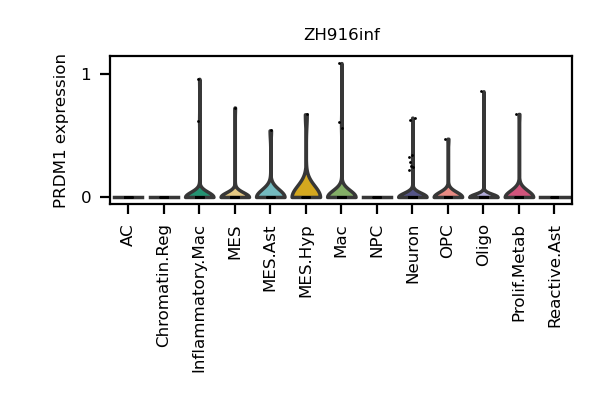 ZH916inf
PRDM1 expression
1
0
AC
Chromatin.Reg
Inflammatory.Mac
MES
MES.Ast
MES.Hyp
Mac
NPC
Neuron
OPC
Oligo
Prolif.Metab
Reactive.Ast